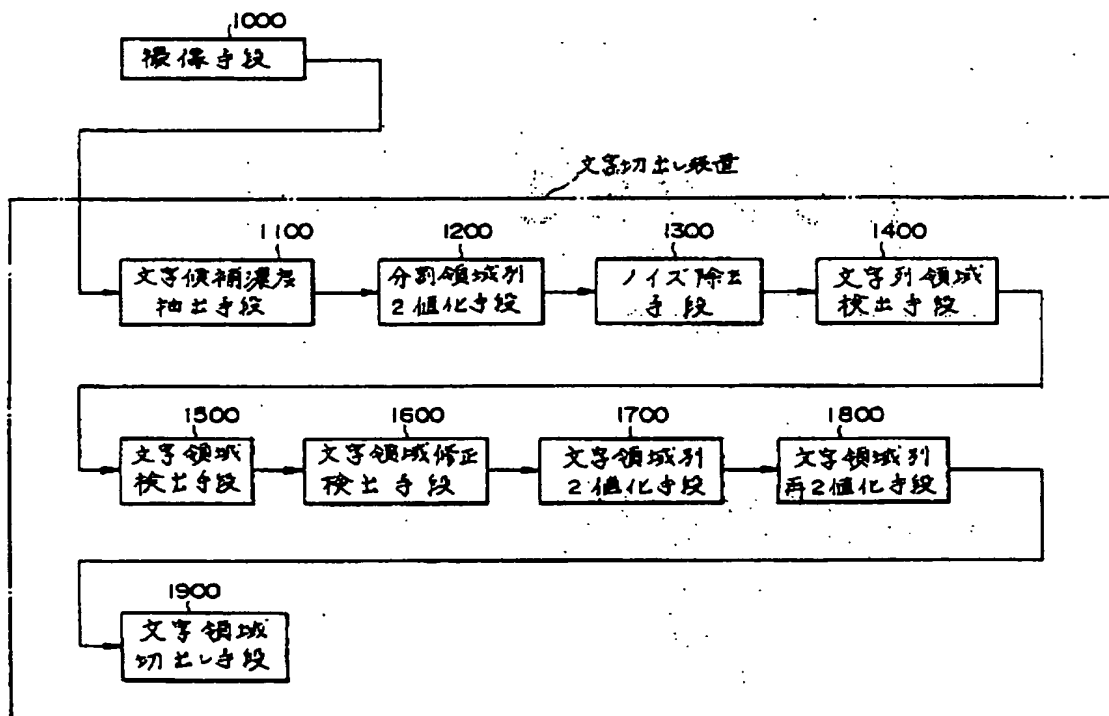 1000
撮像手段
文字切出し装置
1100
文字候補濃度
抽出手段
1200
分割領域別
2値化手段
1300
ノイズ除去
手段
1400
文字列領域
検出手段
1500
文字領域
検出手段
1600
文字領域修正
検出手段
1700
文字領域別
2値化手段
1800
文字領域別
再2値化手段
1900
文字領域
切出し手段